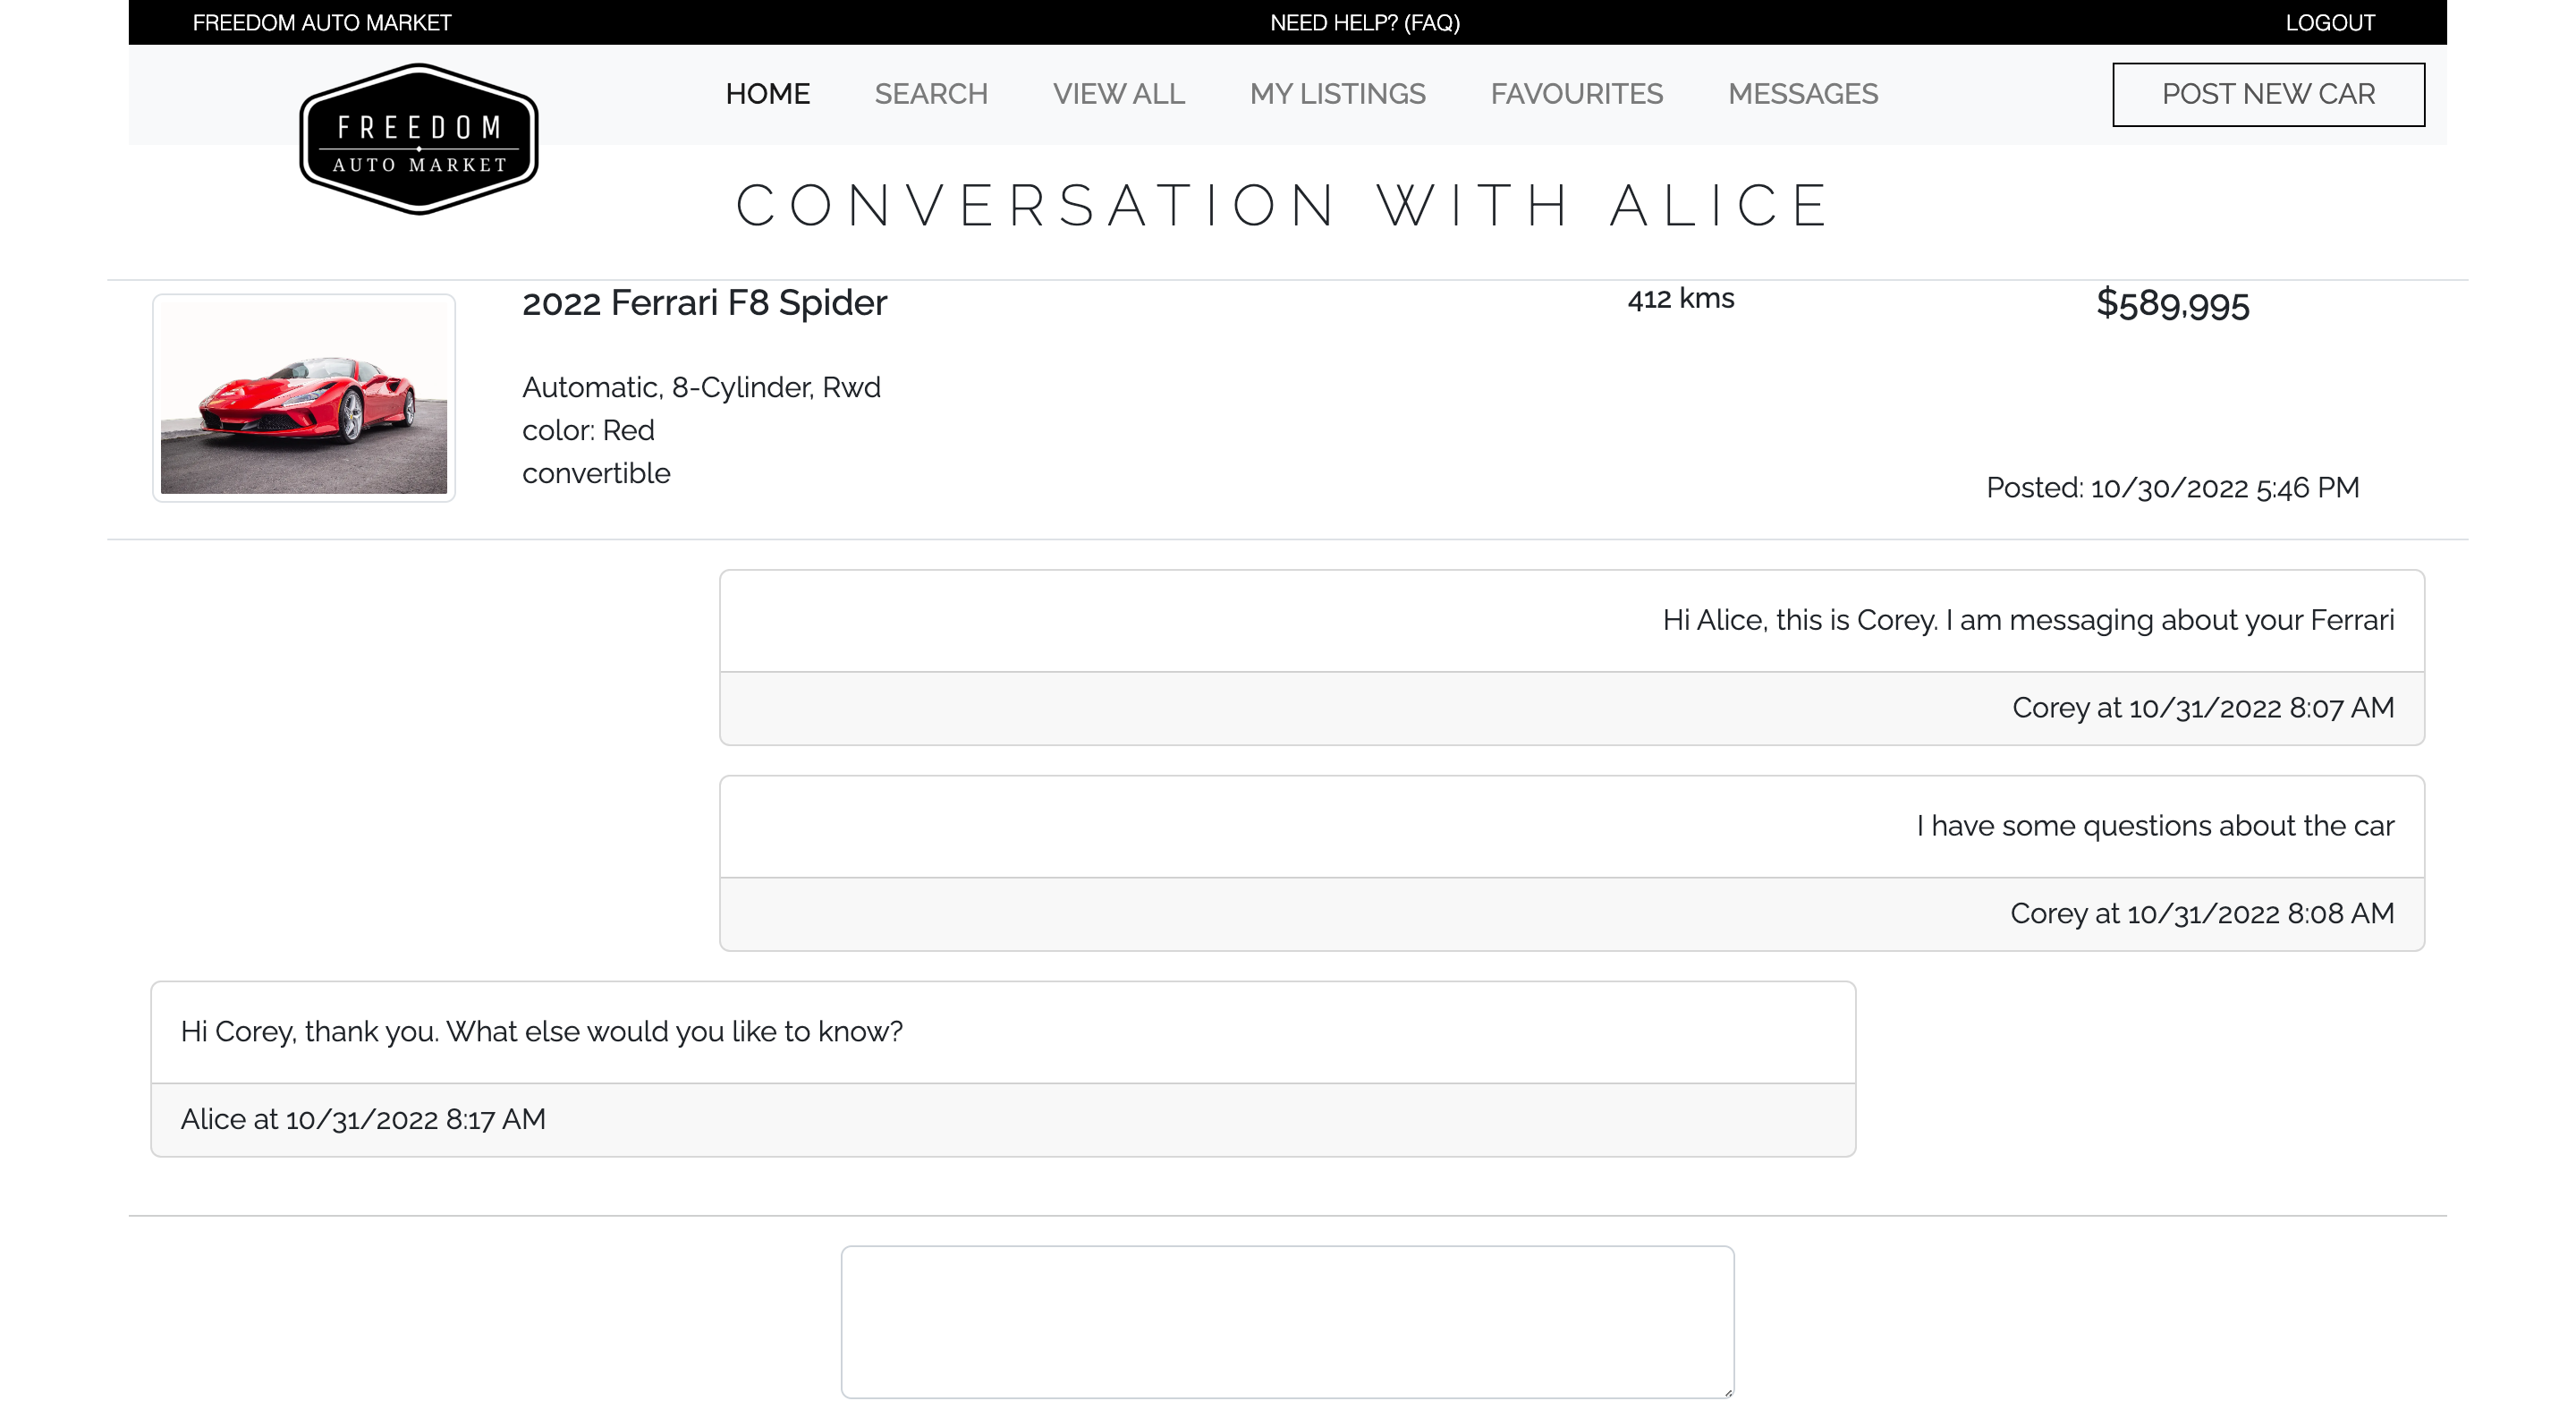 FREEDOM AUTO MARKET
NEED HELP? (FAQ)
LOGOUT
FREEDOM
AUTO MARKET
HOME
SEARCH
VIEW ALL
MY LISTINGS
FAVOURITES
MESSAGES
POST NEW CAR
CONVERSATION WITH ALICE
2022 Ferrari F8 Spider
412 kms
$589,995
Automatic, 8-Cylinder, Rwd
color: Red
convertible
Posted: 10/30/2022 5:46 PM
Hi Alice, this is Corey. I am messaging about your Ferrari
Corey at 10/31/2022 8:07 AM
I have some questions about the car
Corey at 10/31/2022 8:08 AM
Hi Corey, thank you. What else would you like to know?
Alice at 10/31/2022 8:17 AM